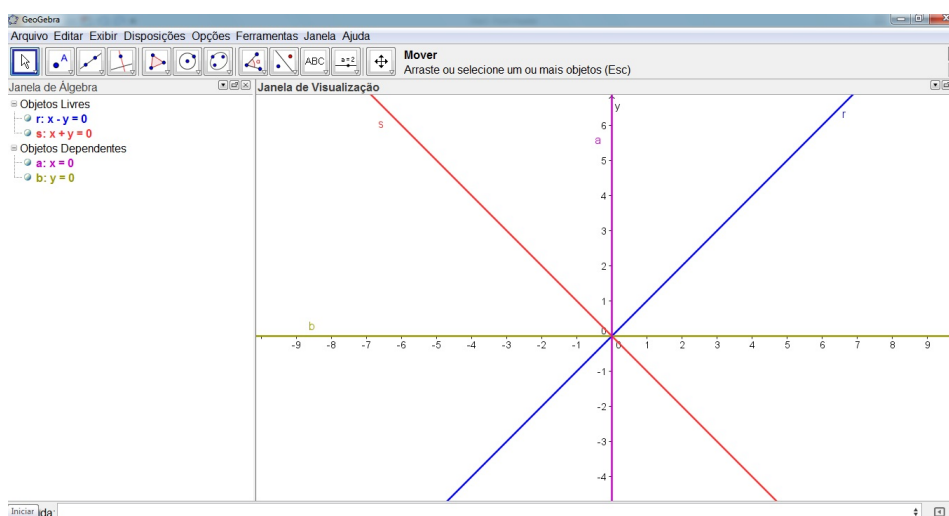 GeoGebra
Arquivo Editar Exibir Disposições Opções Ferramentas Janela Ajuda
A
ABC
a=2
Mover
Arraste ou selecione um ou mais objetos (Esc)
Janela de Álgebra
Janela de Visualização
Objetos Livres
r: x - y = 0
s: x + y = 0
Objetos Dependentes
a: x = 0
b: y = 0
y
s
r
a
b
6
5
4
3
2
1
0
-9 -8 -7 -6 -5 -4 -3 -2 -1 0 1 2 3 4 5 6 7 8 9
-1
-2
-3
-4
Iniciar da: